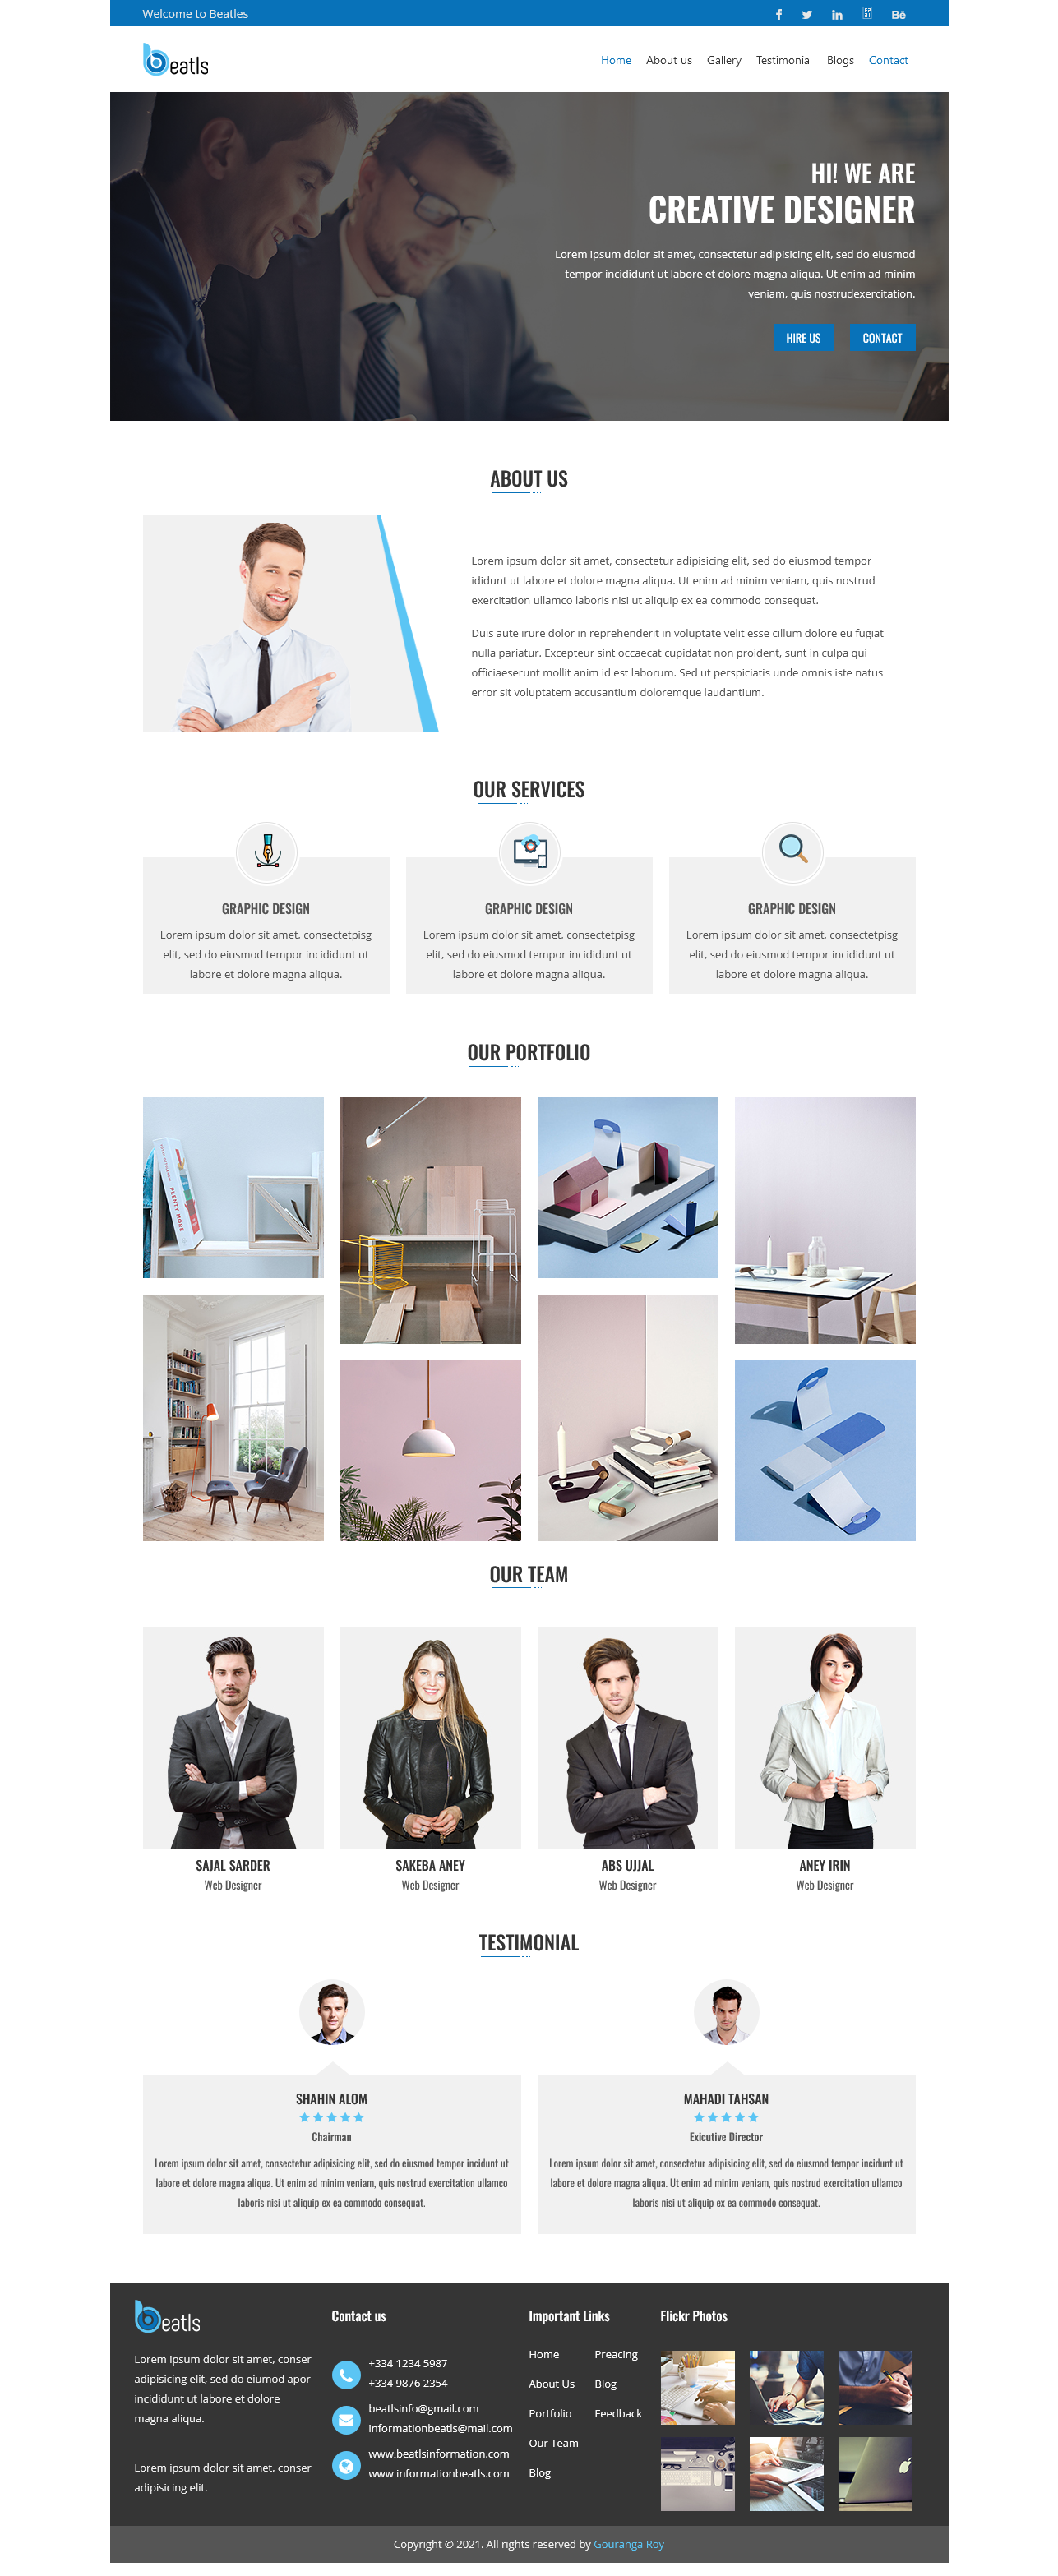 Welcome to Beatles
beatls
Home About us Gallery Testimonial Blogs Contact
HI! WE ARE
CREATIVE DESIGNER
Lorem ipsum dolor sit amet, consectetur adipisicing elit, sed do eiusmod
tempor incididunt ut labore et dolore magna aliqua. Ut enim ad minim
veniam, quis nostrudexercitation.
HIRE US CONTACT
ABOUT US
Lorem ipsum dolor sit amet, consectetur adipisicing elit, sed do eiusmod tempor
ididunt ut labore et dolore magna aliqua. Ut enim ad minim veniam, quis nostrud
exercitation ullamco laboris nisi ut aliquip ex ea commodo consequat.
Duis aute irure dolor in reprehenderit in voluptate velit esse cillum dolore eu fugiat
nulla pariatur. Excepteur sint occaecat cupidatat non proident, sunt in culpa qui
officiaeserunt mollit anim id est laborum. Sed ut perspiciatis unde omnis iste natus
error sit voluptatem accusantium doloremque laudantium.
OUR SERVICES
GRAPHIC DESIGN
Lorem ipsum dolor sit amet, consectetpisg
elit, sed do eiusmod tempor incididunt ut
labore et dolore magna aliqua.
GRAPHIC DESIGN
Lorem ipsum dolor sit amet, consectetpisg
elit, sed do eiusmod tempor incididunt ut
labore et dolore magna aliqua.
GRAPHIC DESIGN
Lorem ipsum dolor sit amet, consectetpisg
elit, sed do eiusmod tempor incididunt ut
labore et dolore magna aliqua.
OUR PORTFOLIO
PLENTY MORE
OUR TEAM
SAJAL SARDER
Web Designer
SAKEBA ANEY
Web Designer
ABS UJJAL
Web Designer
ANEY IRIN
Web Designer
TESTIMONIAL
SHAHIN ALOM
Chairman
Lorem ipsum dolor sit amet, consectetur adipisicing elit, sed do eiusmod tempor incidunt ut
labore et dolore magna aliqua. Ut enim ad minim veniam, quis nostrud exercitation ullamco
laboris nisi ut aliquip ex ea commodo consequat.
MAHADI TAHSAN
Exicutive Director
Lorem ipsum dolor sit amet, consectetur adipisicing elit, sed do eiusmod tempor incidunt ut
labore et dolore magna aliqua. Ut enim ad minim veniam, quis nostrud exercitation ullamco
laboris nisi ut aliquip ex ea commodo consequat.
beatls
Lorem ipsum dolor sit amet, conser
adipisicing elit, sed do eiumod apor
incididunt ut labore et dolore
magna aliqua.
Lorem ipsum dolor sit amet, conser
adipisicing elit.
Contact us
+334 1234 5987
+334 9876 2354
beatlsinfo@gmail.com
informationbeatls@mail.com
www.beatlsinformation.com
www.informationbeatls.com
Important Links
Home
About Us
Portfolio
Our Team
Blog
Preacing
Blog
Feedback
Flickr Photos
Copyright © 2021. All rights reserved by Gouranga Roy